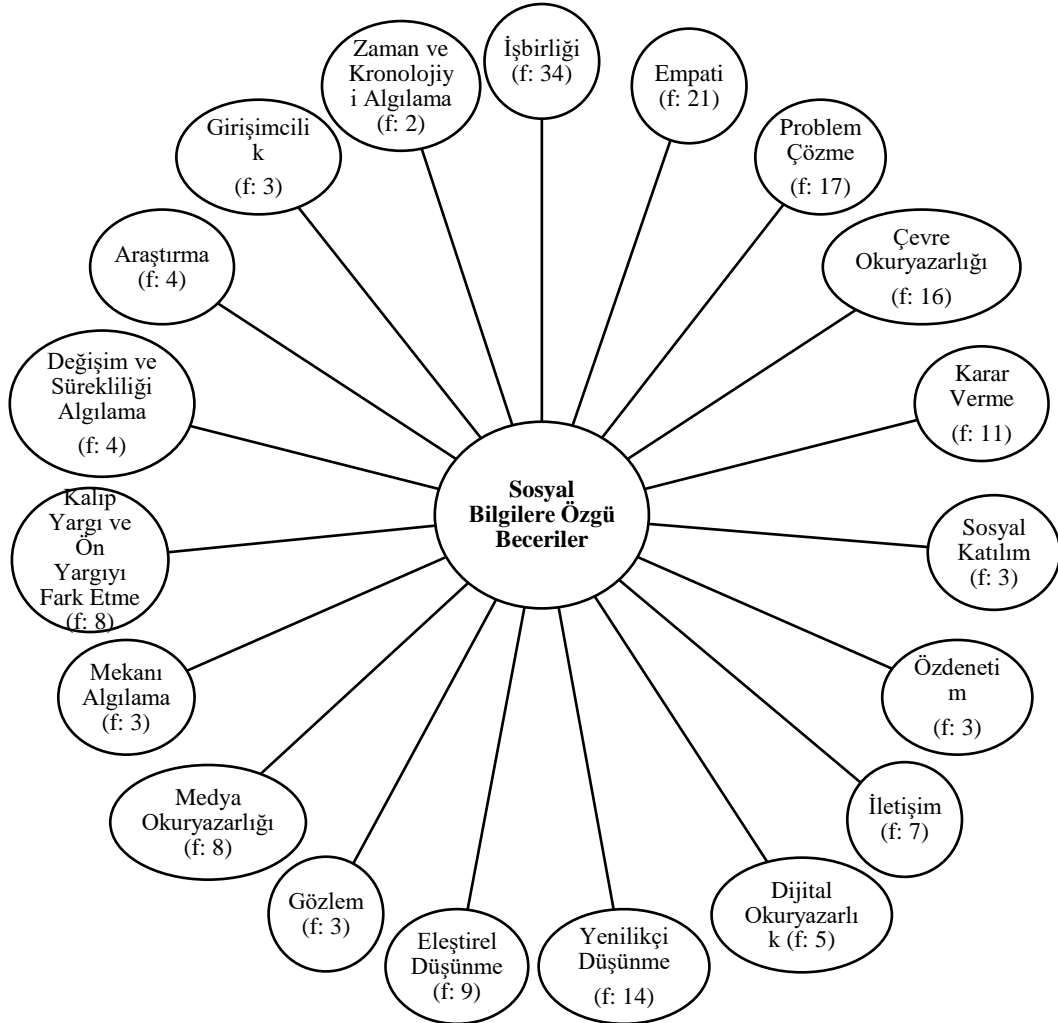 İşbirliği
(f: 34)
Empati
(f: 21)
Problem
Çözme
(f: 17)
Çevre
Okuryazarlığı
(f: 16)
Karar
Verme
(f: 11)
Sosyal
Katılım
(f: 3)
Özdeneti
m
(f: 3)
İletişim
(f: 7)
Dijital
Okuryazarlı
k (f: 5)
Yenilikçi
Düşünme
(f: 14)
Eleştirel
Düşünme
(f: 9)
Gözlem
(f: 3)
Medya
Okuryazarlığı
(f: 8)
Mekanı
Algılama
(f: 3)
Kalıp
Yargı ve
Ön
Yargıyı
Fark Etme
(f: 8)
Değişim ve
Sürekliliği
Algılama
(f: 4)
Araştırma
(f: 4)
Girişimcili
k
(f: 3)
Zaman ve
Kronolojiy
i Algılama
(f: 2)
Sosyal
Bilgilere Özgü
Beceriler